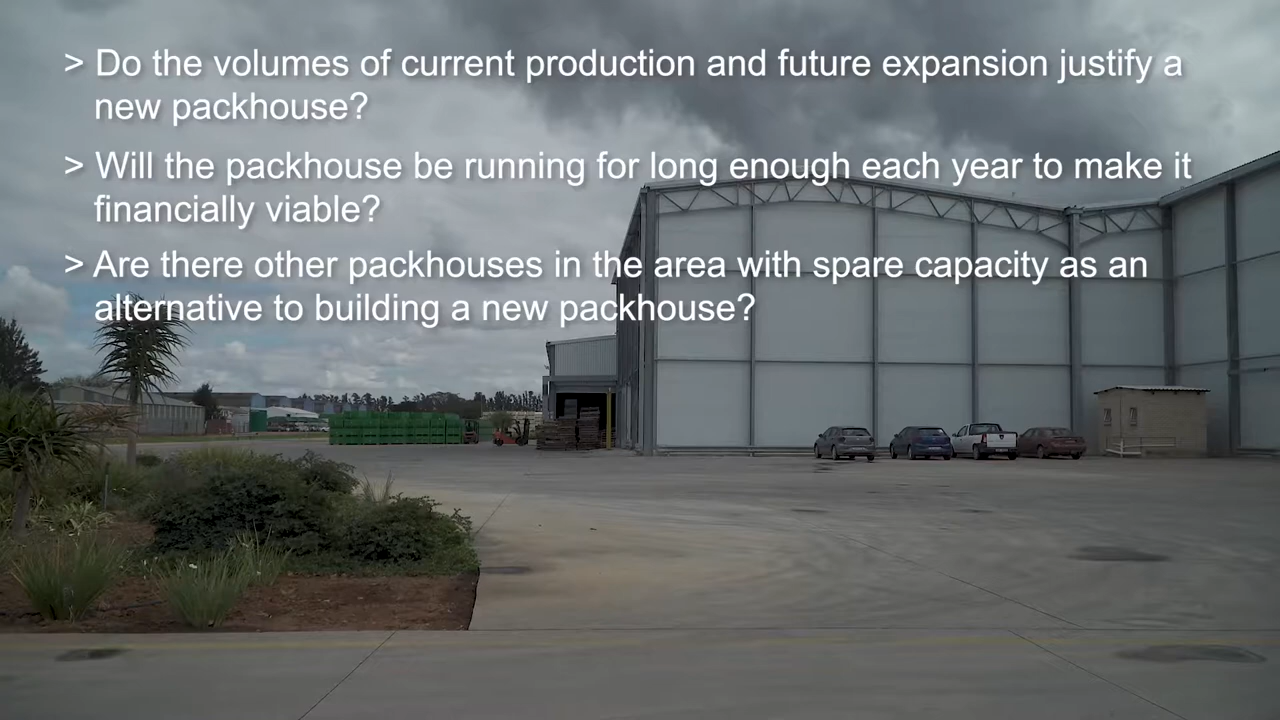 > Do the volumes of current production and future expansion justify a
new packhouse?
> Will the packhouse be running for long enough each year to make it
financially viable?
> Are there other packhouses in the area with spare capacity as an
alternative to building a new packhouse?